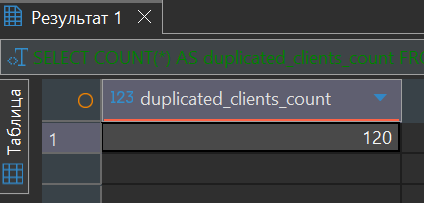 Результат 1
SELECT COUNT(*) AS duplicated_clients_count FRO
Таблица
123 duplicated_clients_count
1
120